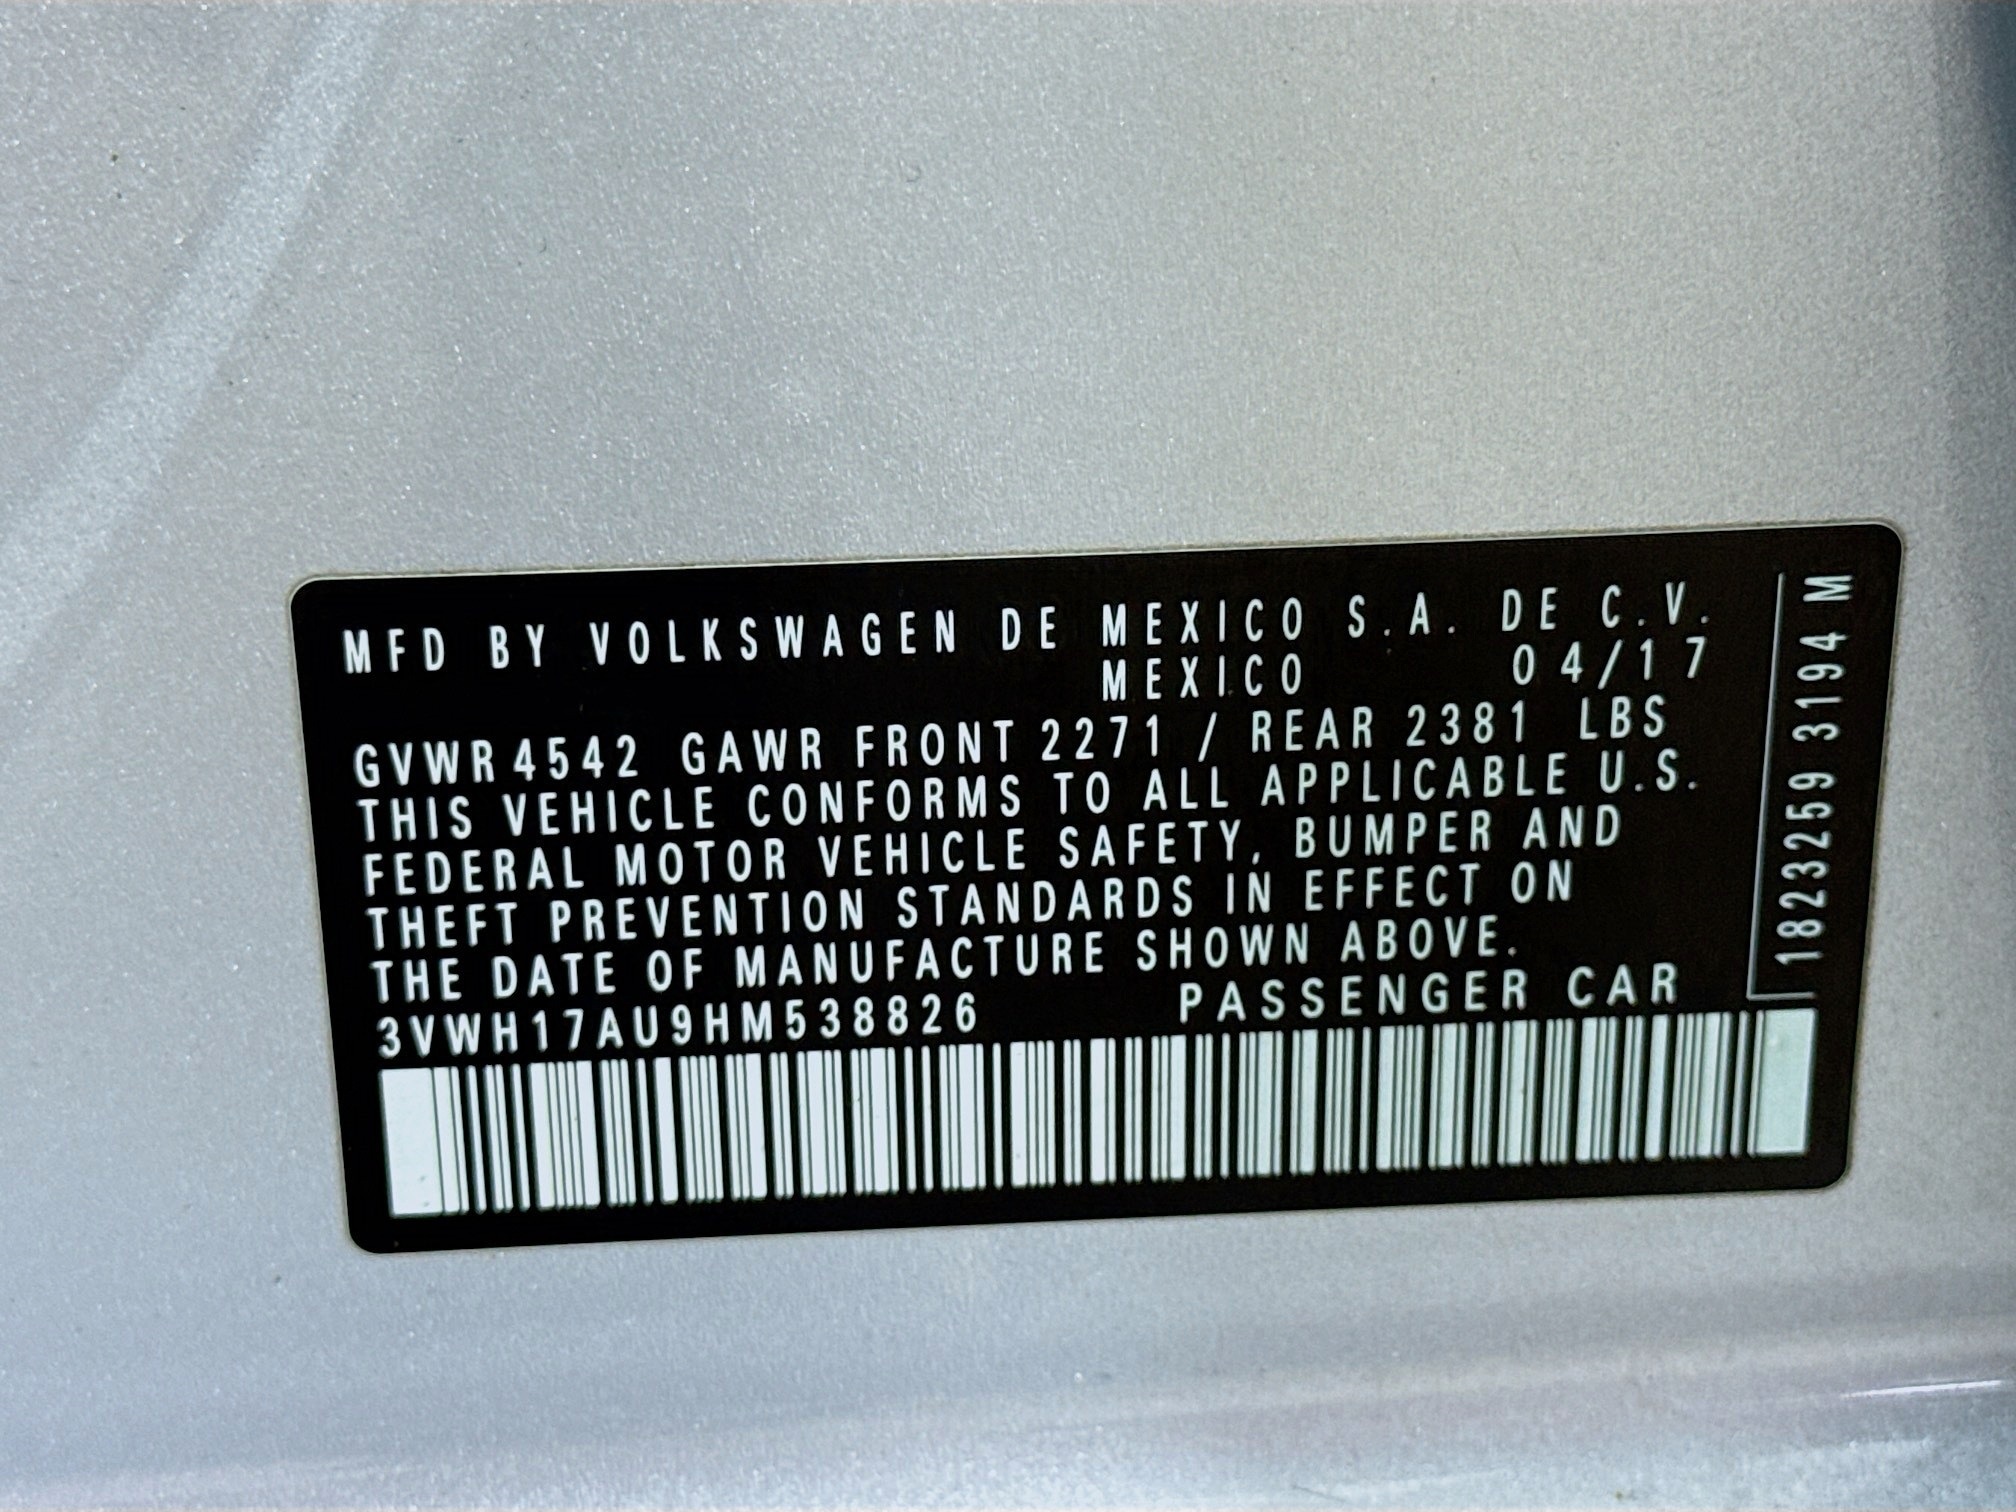 MFD BY VOLKSWAGEN DE MEXICO S.A. DE C.V.
MEXICO 04/17
GVWR 4542 GAWR FRONT 2271 / REAR 2381 LBS
THIS VEHICLE CONFORMS TO ALL APPLICABLE U.S.
FEDERAL MOTOR VEHICLE SAFETY, BUMPER AND
THEFT PREVENTION STANDARDS IN EFFECT ON
THE DATE OF MANUFACTURE SHOWN ABOVE.
3VWH17AU9HM538826 PASSENGER CAR
1823259 3194 M